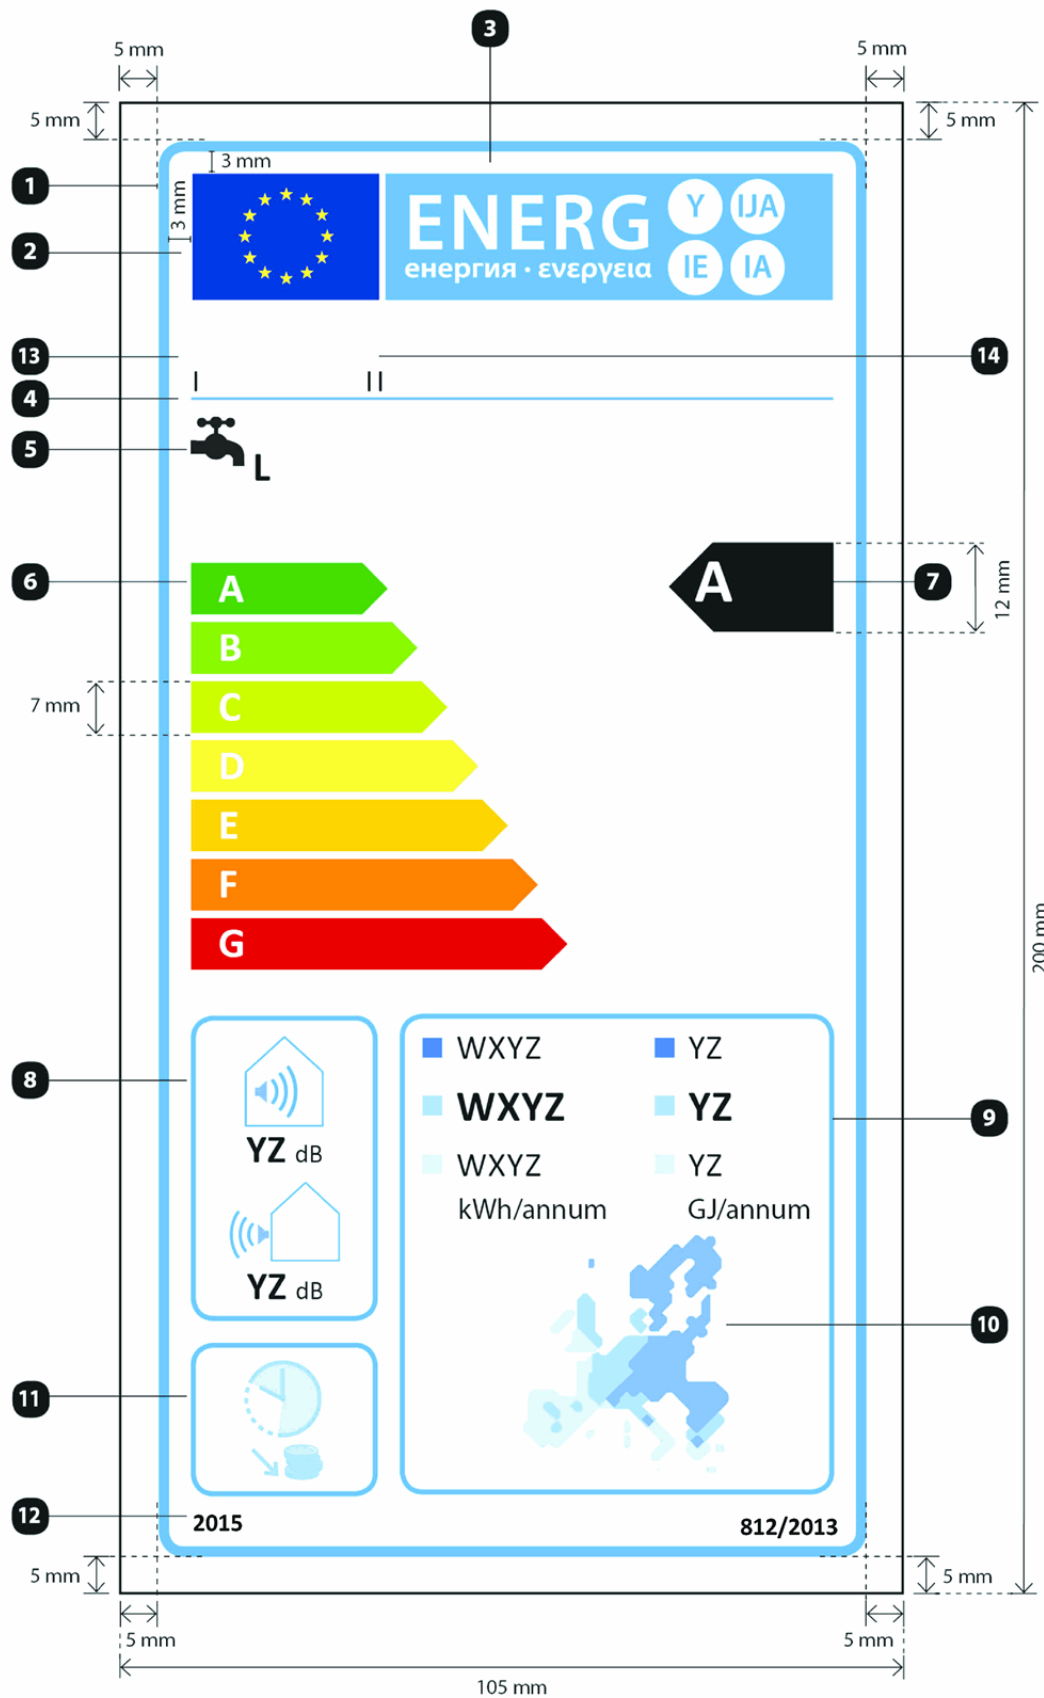 3
5 mm
5 mm
5 mm
5 mm
3 mm
1
3 mm
ENERG
Y
IJA
2
енергия · ενεργεια
IE
IA
13
14
I
II
4
5
L
6
A
A
7
12 mm
B
7 mm
C
D
E
F
G
200 mm
WXYZ
YZ
8
WXYZ
YZ
9
YZ dB
WXYZ
YZ
kWh/annum
GJ/annum
YZ dB
10
11
12
2015
812/2013
5 mm
5 mm
5 mm
5 mm
105 mm